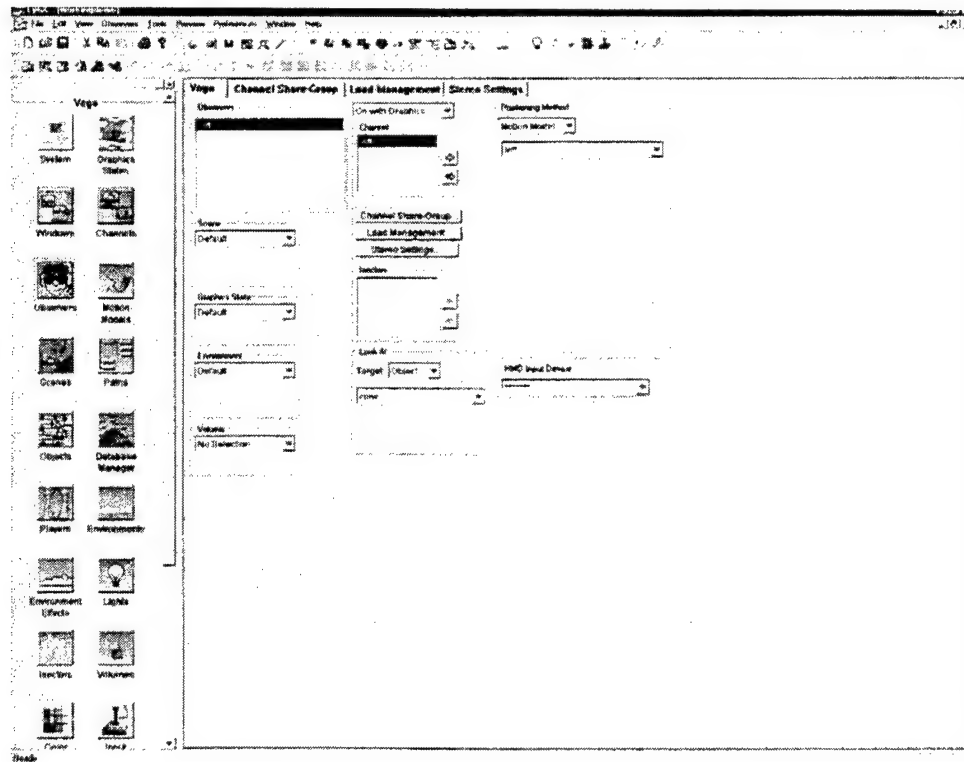 File Edit View Observers Tools Preview Preferences Window Help
Vega
Channel Share-Group
Load Management
Stereo Settings
Vega
System
Graphics States
Windows
Channels
Observers
Motion Models
Scenes
Paths
Objects
Database Manager
Players
Environments
Environment Effects
Lights
Isectors
Volumes
Color
Input
Observers
On with Graphics
Channel
Positioning Method
Motion Model
Channel Share-Group
Load Management
Stereo Settings
Scene
Default
Graphics State
Default
Environment
Default
Volume
No Selection
Look At
Target
Object
HMD Input Device
Ready